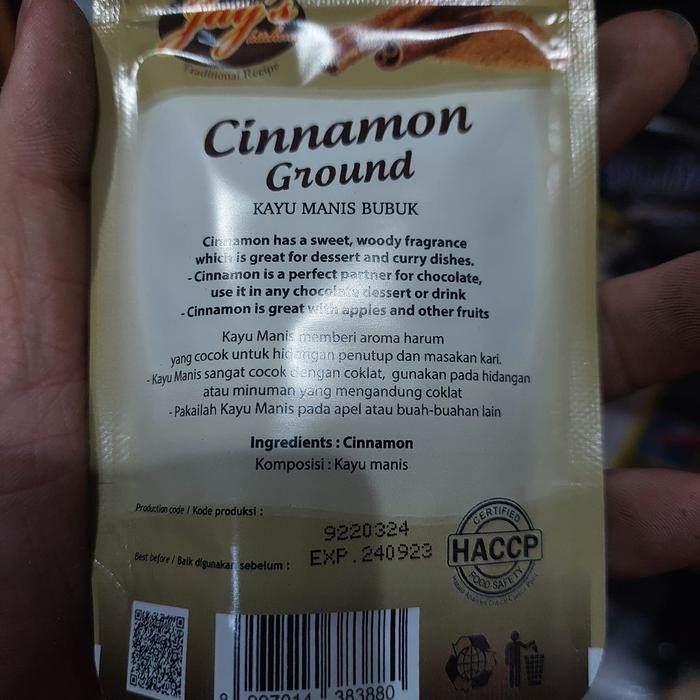 Jay's
Traditional Recipe
Cinnamon
Ground
KAYU MANIS BUBUK
Cinnamon has a sweet, woody fragrance
which is great for dessert and curry dishes.
- Cinnamon is a perfect partner for chocolate,
use it in any chocolate dessert or drink
- Cinnamon is great with apples and other fruits
Kayu Manis memberi aroma harum
yang cocok untuk hidangan penutup dan masakan kari.
- Kayu Manis sangat cocok dengan coklat, gunakan pada hidangan
atau minuman yang mengandung coklat
- Pakailah Kayu Manis pada apel atau buah-buahan lain
Ingredients : Cinnamon
Komposisi : Kayu manis
Production code / Kode produksi :
9220324
Best before / Baik digunakan sebelum :
EXP.240923
CERTIFIED
HACCP
FOOD SAFETY
383880